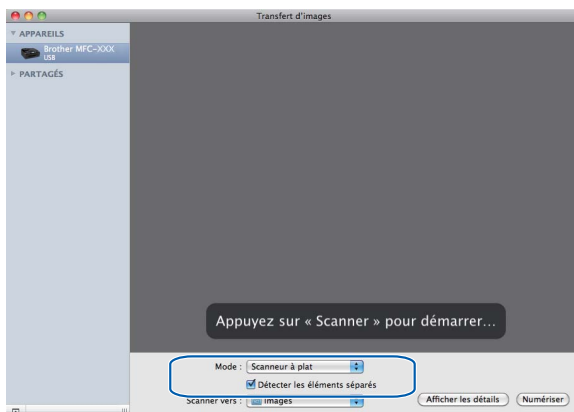 Transfert d'images
▼ APPAREILS
Brother MFC-XXX
USB
▶ PARTAGÉS
Appuyez sur « Scanner » pour démarrer...
Mode : Scanneur à plat
Détecter les éléments séparés
Scanner vers : Images
Afficher les détails
Numériser